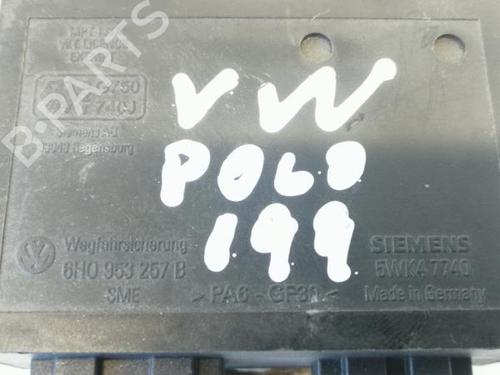 B-PARTS
VW
POLO
199
Siemens AG
Regensburg
Wegfahrsicherung
6H0 953 257 B
SME
> PA6 - GF30 <
SIEMENS
5WK4 7740
Made in Germany